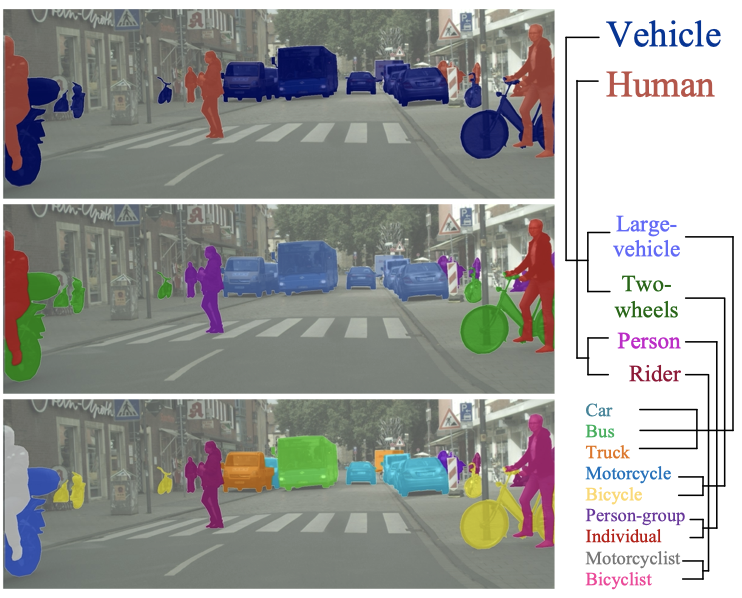 Vehicle
Human
Large-
vehicle
Two-
wheels
Person
Rider
Car
Bus
Truck
Motorcycle
Bicycle
Person-group
Individual
Motorcyclist
Bicyclist